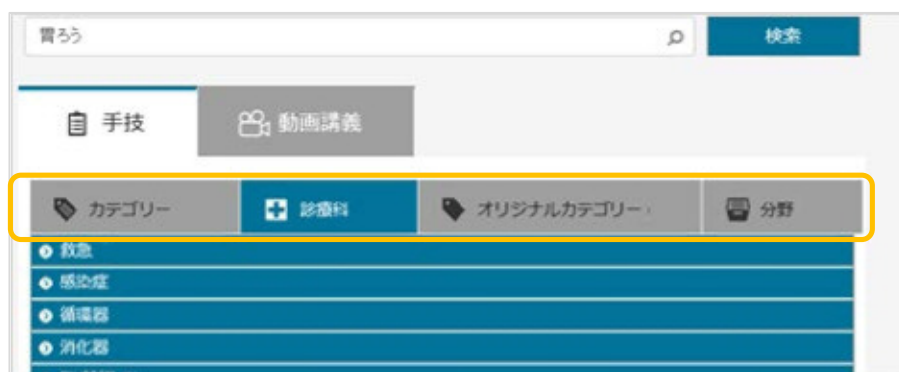 胃ろう 検索
手技 動画講義
カテゴリー 診療科 オリジナルカテゴリー 分野
救急
感染症
循環器
消化器